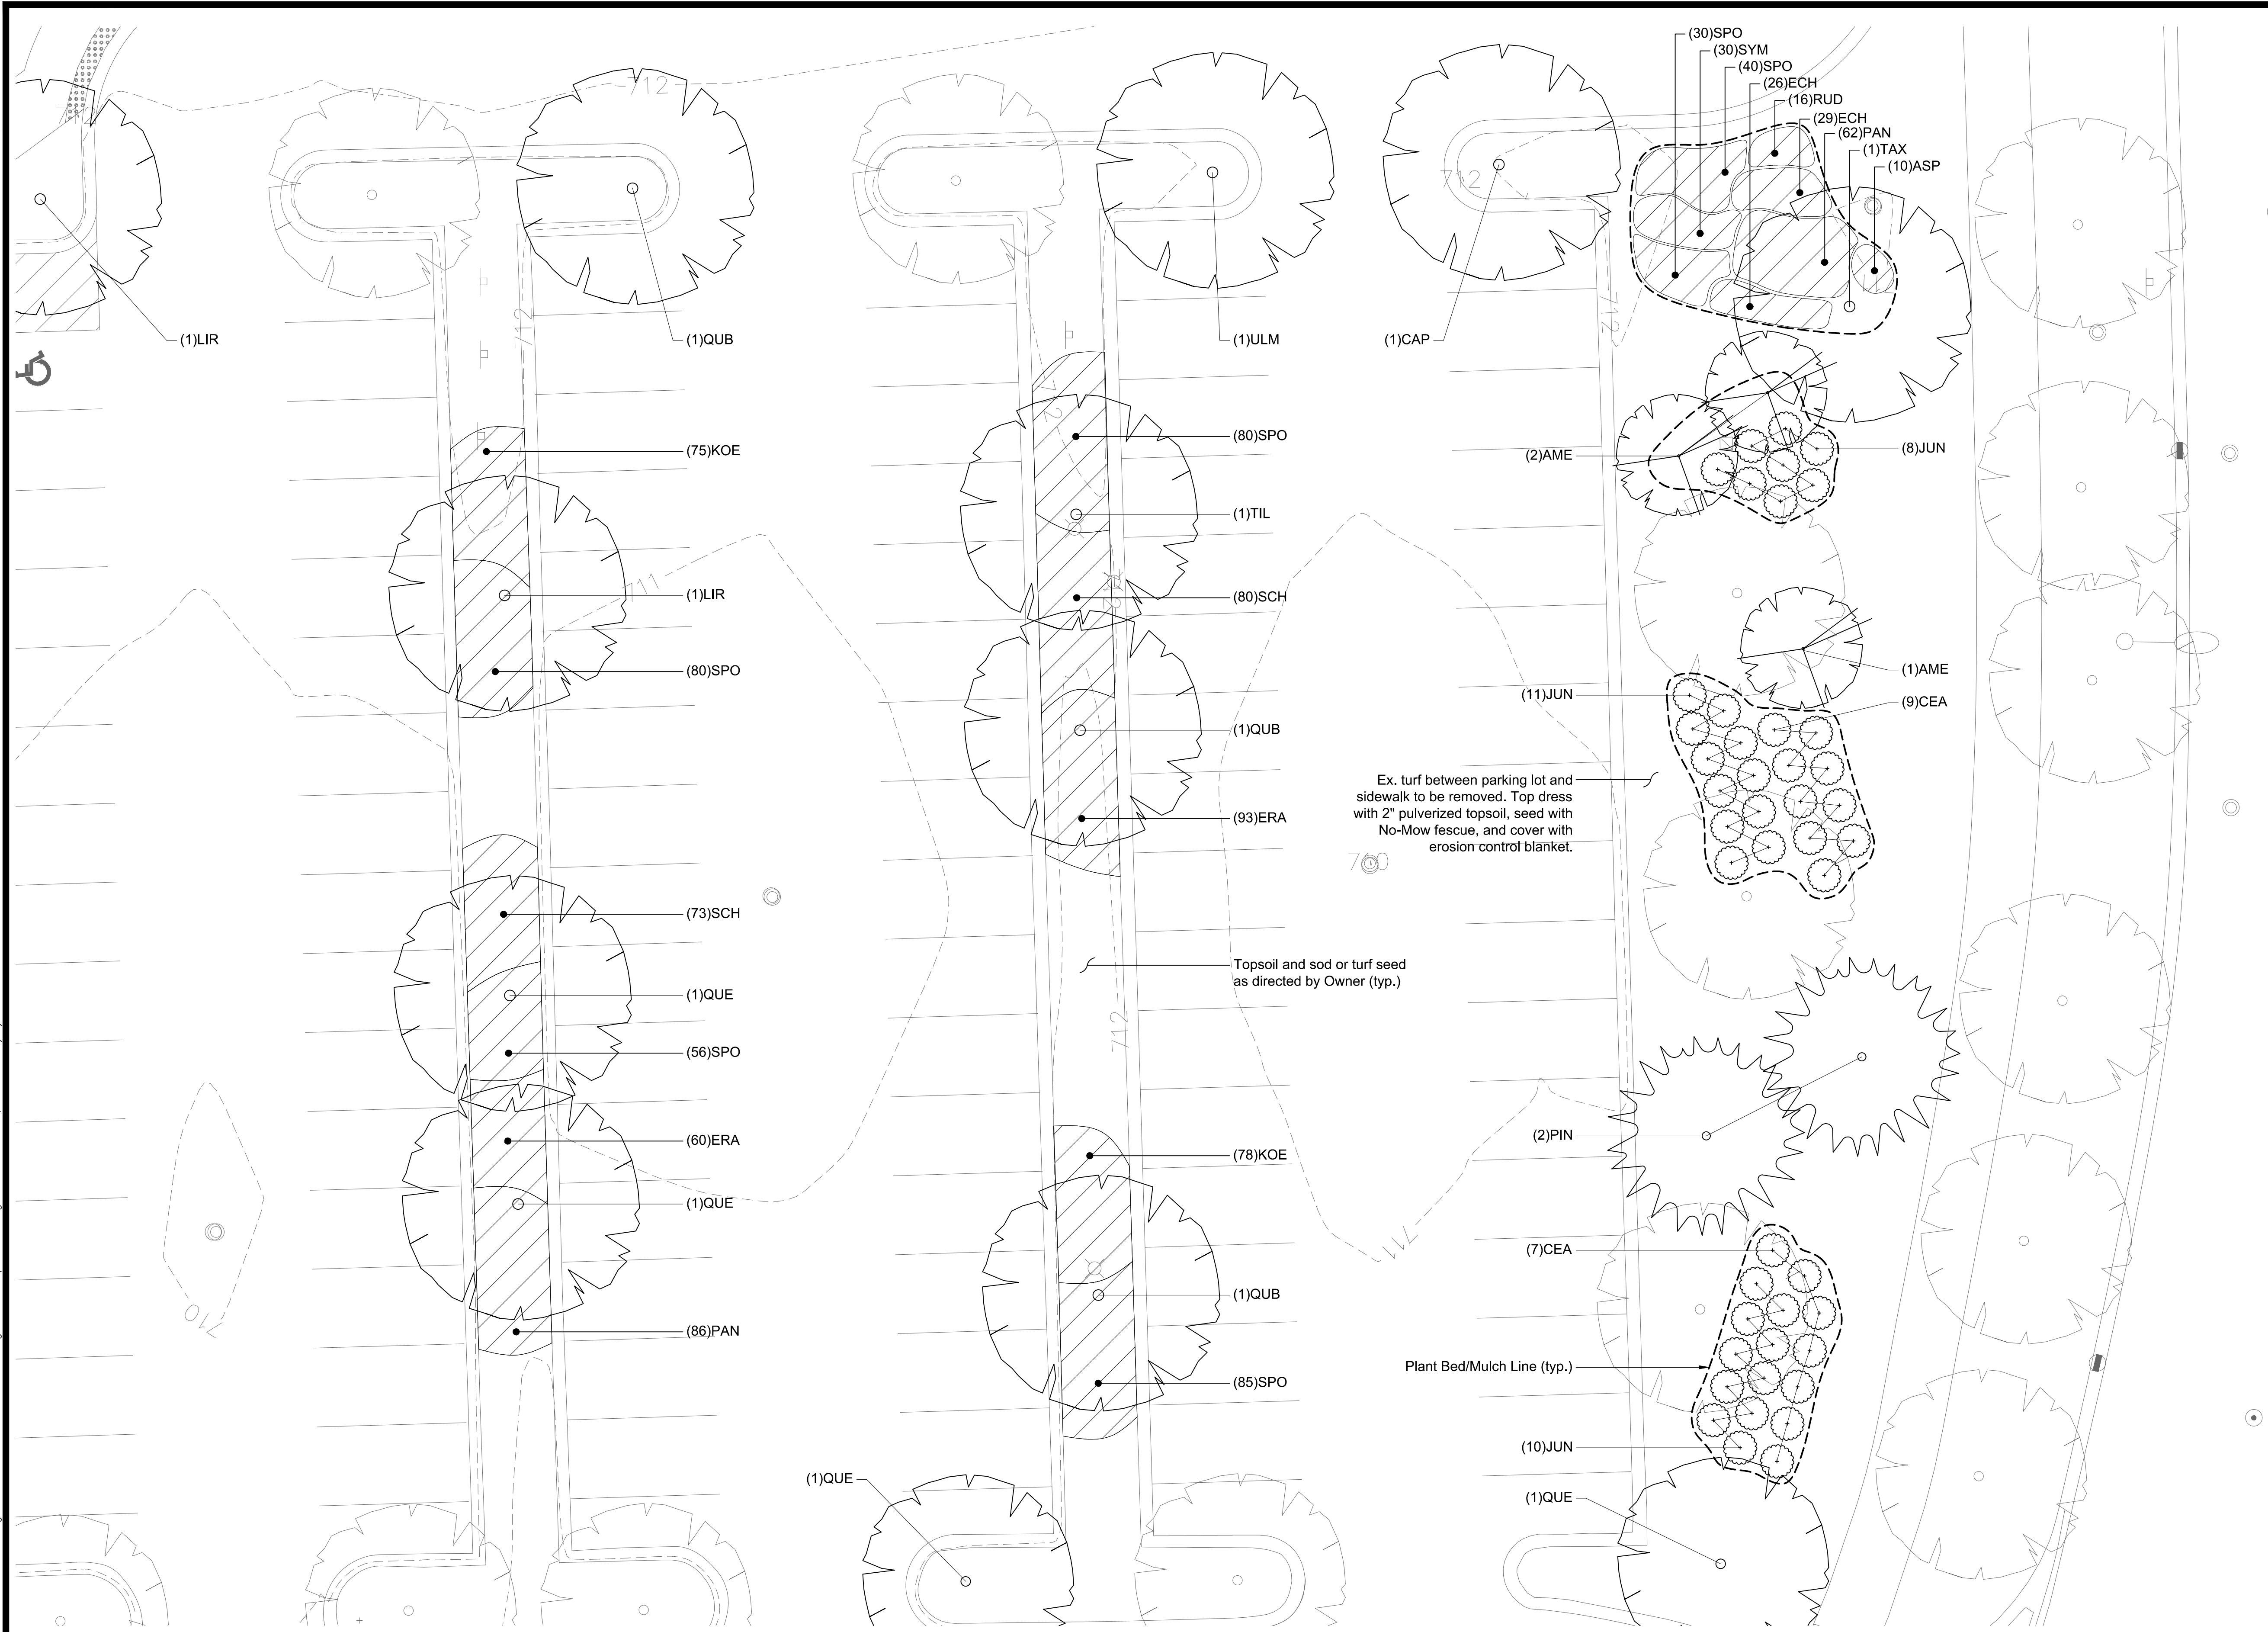 (30)SPO
(30)SYM
(40)SPO
(26)ECH
(16)RUD
(29)ECH
(62)PAN
(1)TAX
(10)ASP
712
712
712
(1)LIR
(1)QUB
(1)ULM
(1)CAP
712
712
(75)KOE
(80)SPO
(2)AME
(8)JUN
(1)TIL
711
(1)LIR
(80)SCH
(80)SPO
(1)AME
(11)JUN
(9)CEA
(1)QUB
Ex. turf between parking lot and
sidewalk to be removed. Top dress
with 2" pulverized topsoil, seed with
No-Mow fescue, and cover with
erosion control blanket.
(93)ERA
710
(73)SCH
Topsoil and sod or turf seed
as directed by Owner (typ.)
(1)QUE
712
(56)SPO
(60)ERA
(2)PIN
(78)KOE
(1)QUE
711
(7)CEA
(1)QUB
710
(86)PAN
Plant Bed/Mulch Line (typ.)
(85)SPO
(10)JUN
(1)QUE
(1)QUE